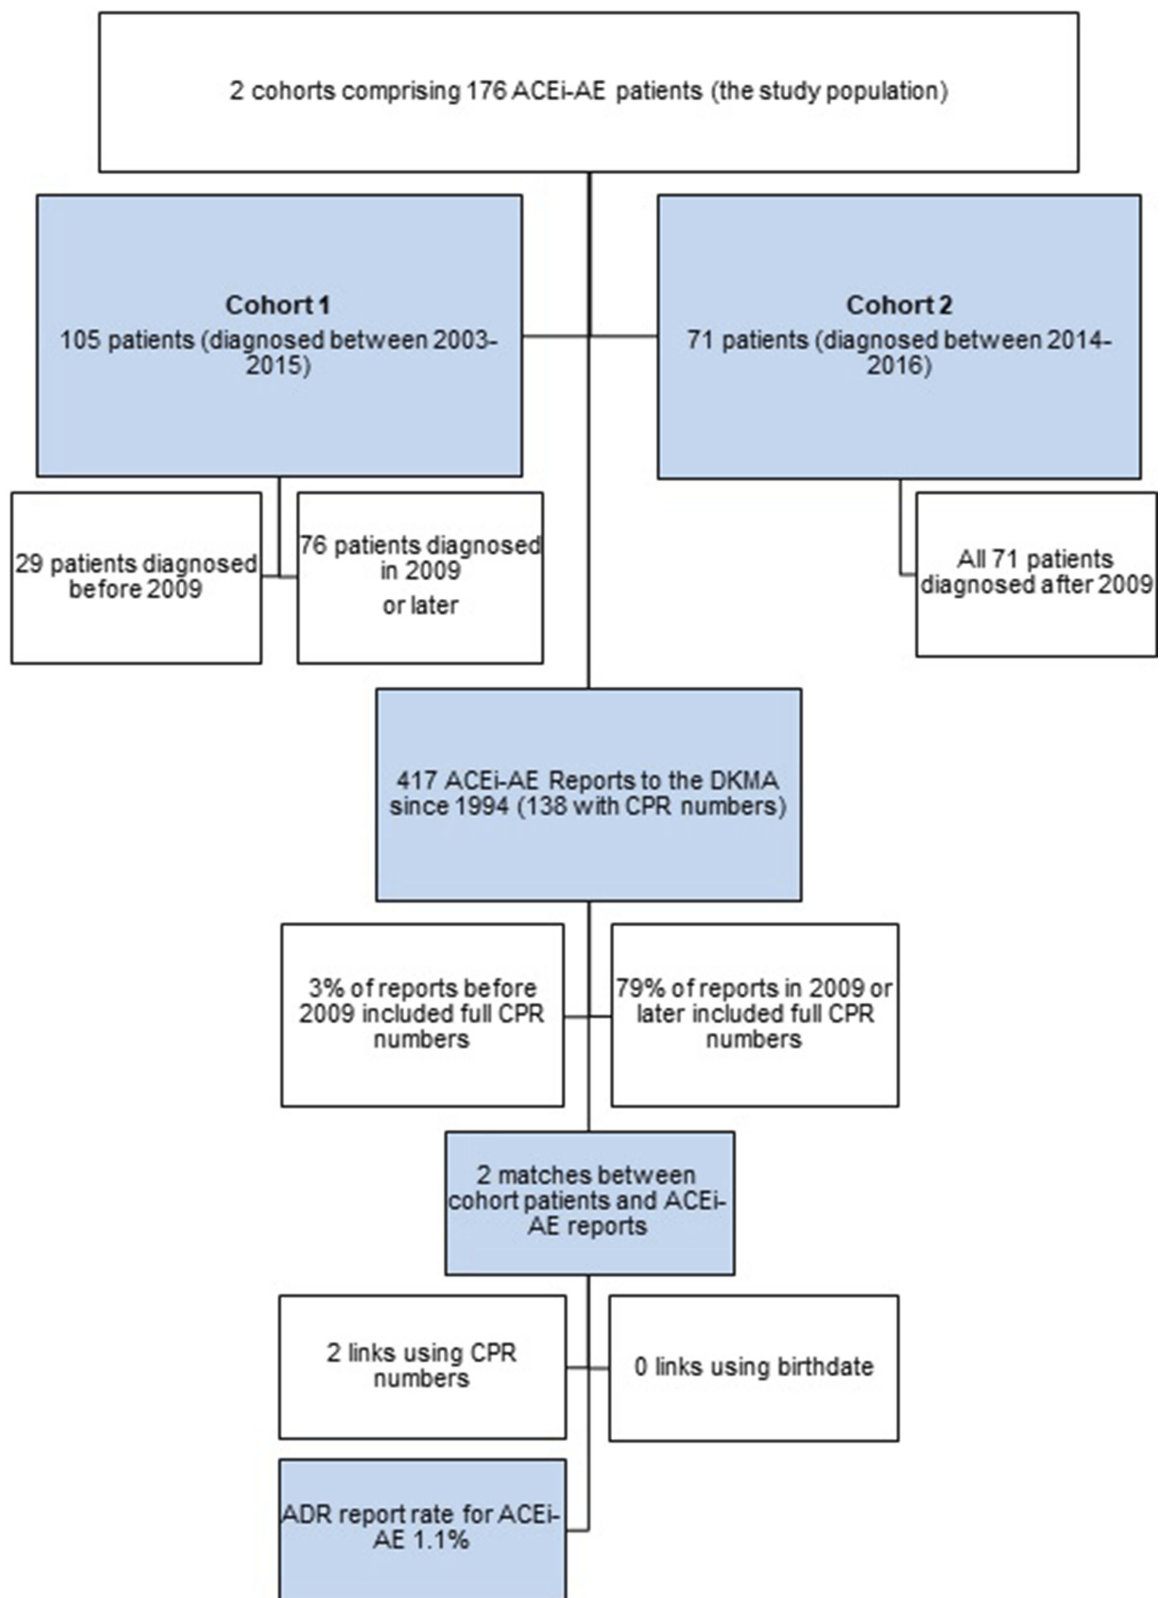 2 cohorts comprising 176 ACEi-AE patients (the study population)
Cohort 1
105 patients (diagnosed between 2003-
2015)
Cohort 2
71 patients (diagnosed between 2014-
2016)
29 patients diagnosed
before 2009
76 patients diagnosed
in 2009
or later
All 71 patients
diagnosed after 2009
417 ACEi-AE Reports to the DKMA
since 1994 (138 with CPR numbers)
3% of reports before
2009 included full CPR
numbers
79% of reports in 2009 or
later included full CPR
numbers
2 matches between
cohort patients and ACEi-
AE reports
2 links using CPR
numbers
0 links using birthdate
ADR report rate for ACEi-
AE 1.1%